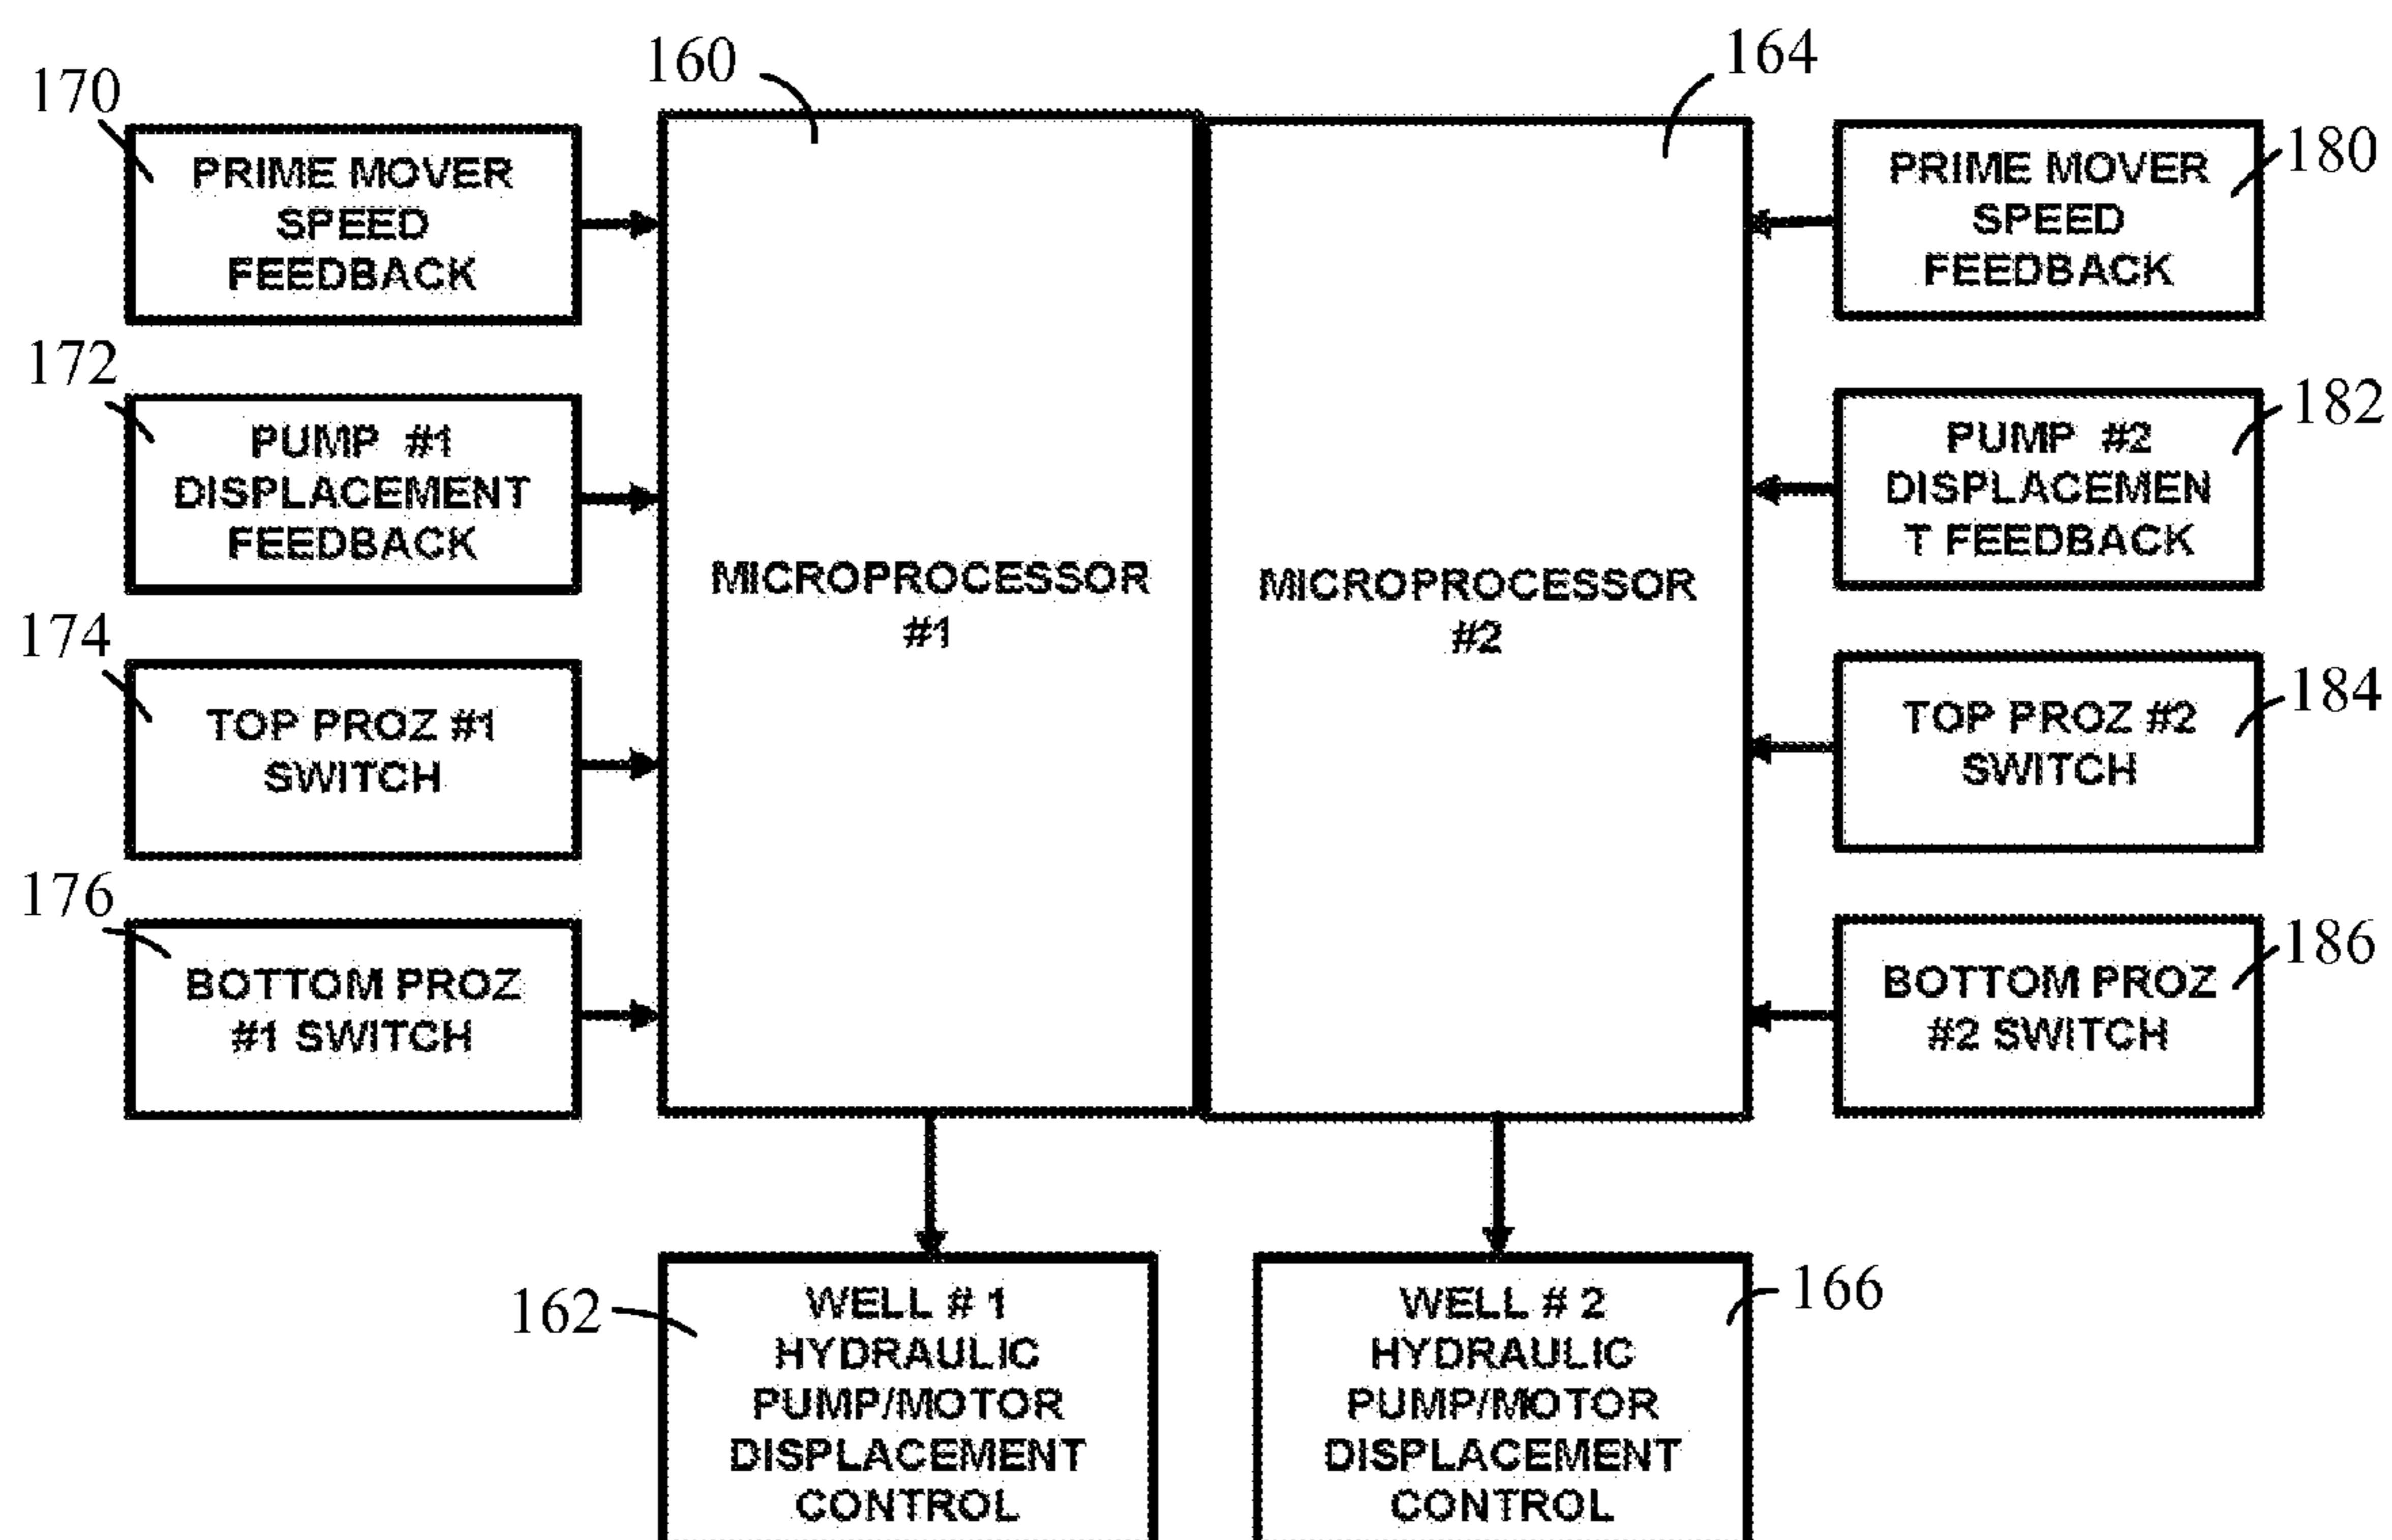 160
164
170
PRIME MOVER
SPEED
FEEDBACK
180
PRIME MOVER
SPEED
FEEDBACK
172
PUMP #1
DISPLACEMENT
FEEDBACK
182
PUMP #2
DISPLACEMEN
T FEEDBACK
MICROPROCESSOR
#1
MICROPROCESSOR
#2
174
TOP PROZ #1
SWITCH
184
TOP PROZ #2
SWITCH
176
BOTTOM PROZ
#1 SWITCH
186
BOTTOM PROZ
#2 SWITCH
162
WELL # 1
HYDRAULIC
PUMP/MOTOR
DISPLACEMENT
CONTROL
166
WELL # 2
HYDRAULIC
PUMP/MOTOR
DISPLACEMENT
CONTROL